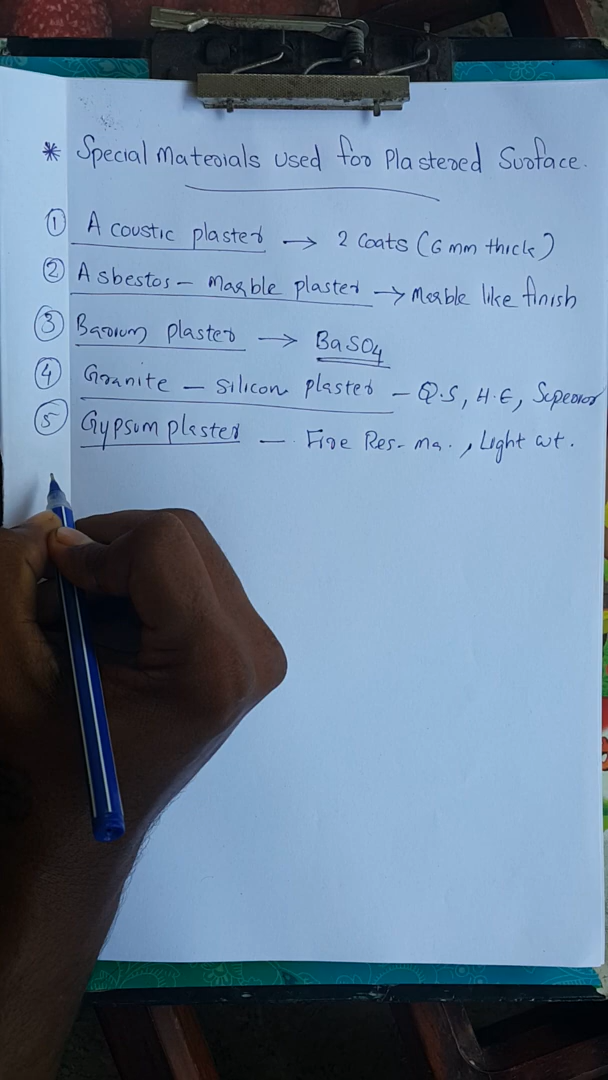 * Special Materials used for Plastered Surface.
① Acoustic plaster → 2 coats (6 mm thick)
② Asbestos - Marble plaster → Marble like finish
③ Barium plaster → BaSO4
④ Granite - silicon plaster - Q.S, H.E, Superior
⑤ Gypsum plaster - Fire Res. ma., Light wt.